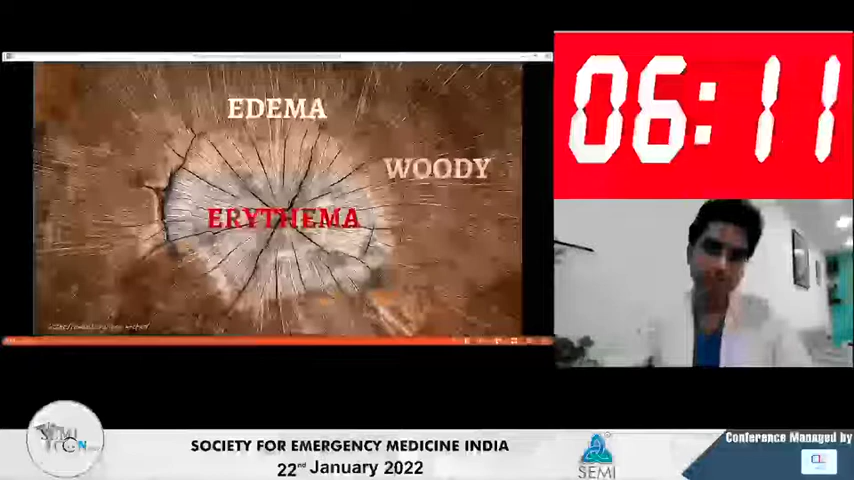 EDEMA
WOODY
ERYTHEMA
06:11
SOCIETY FOR EMERGENCY MEDICINE INDIA
22nd January 2022
SEMI
Conference Managed by